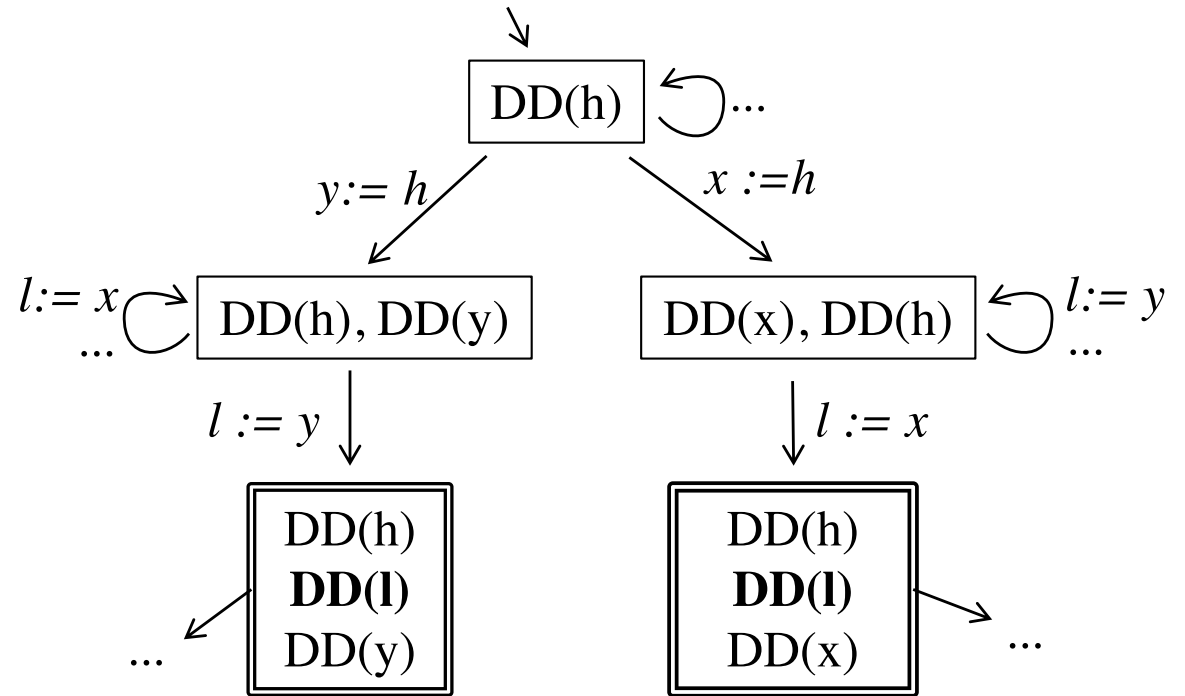 DD(h)
...
y:= h
x :=h
l:= x
...
DD(h), DD(y)
DD(x), DD(h)
l:= y
...
l := y
l := x
DD(h)
DD(l)
DD(y)
...
DD(h)
DD(l)
DD(x)
...